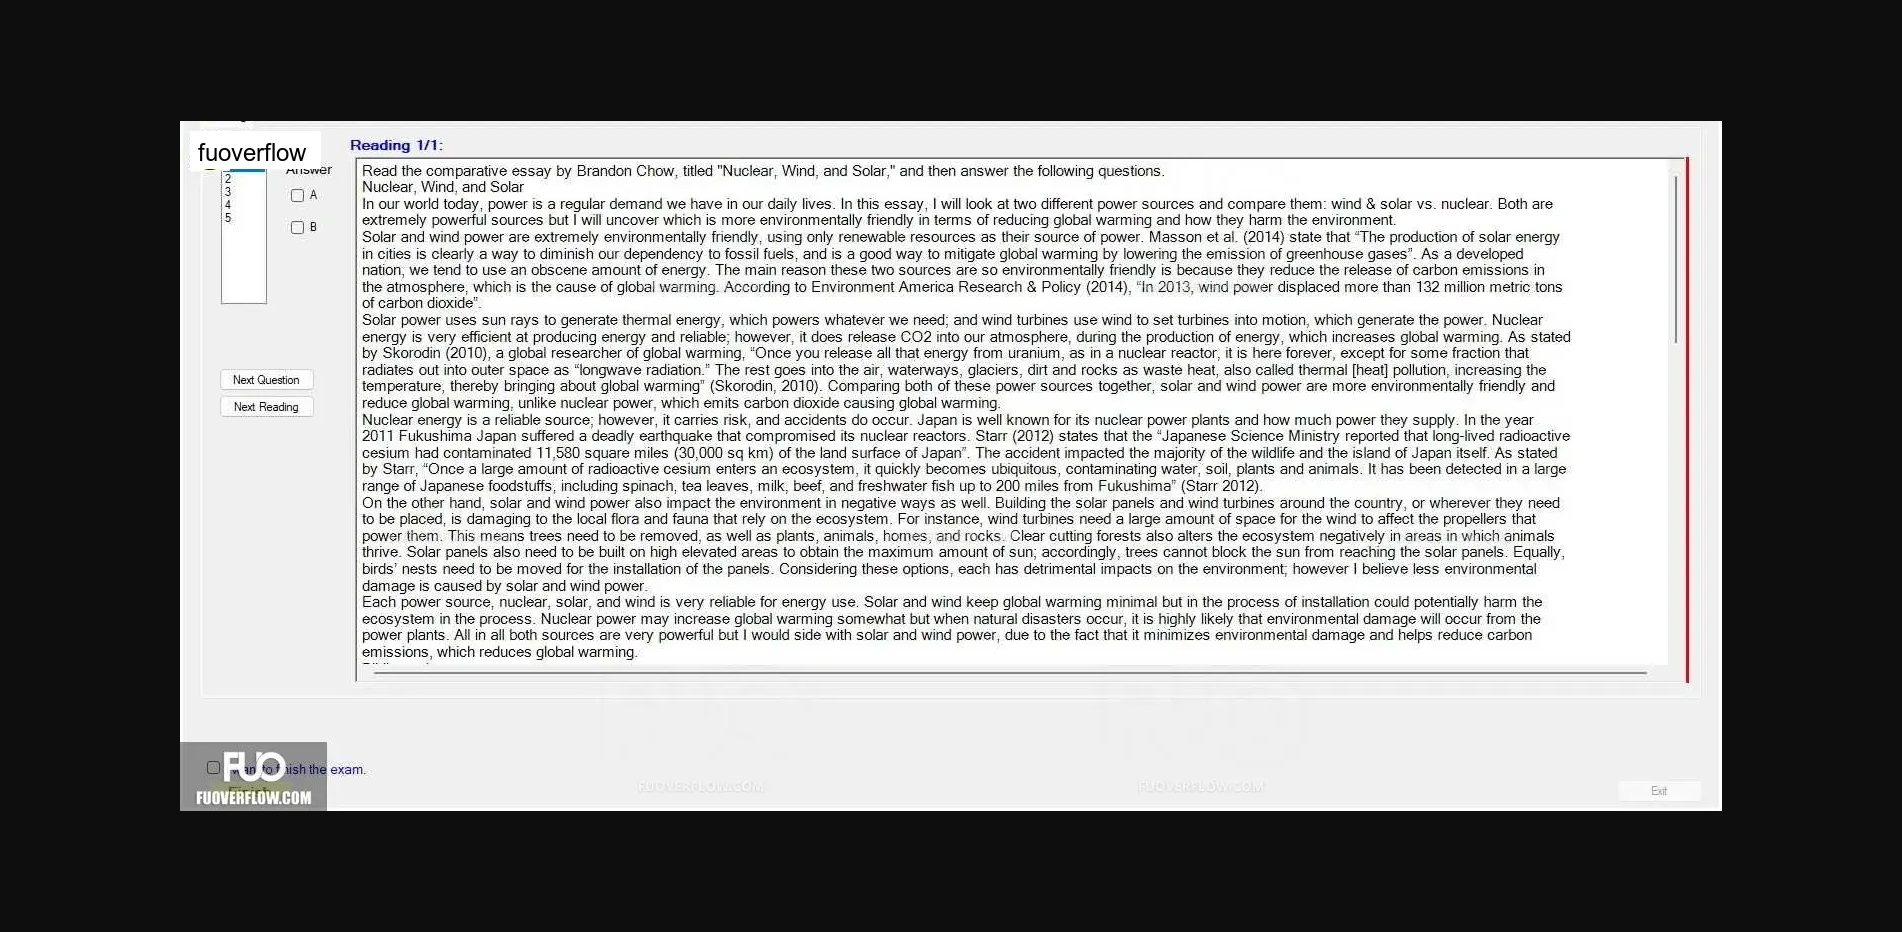 fuoverflow
Reading 1/1:
Answer
2
3
4
5
A
B
Next Question
Next Reading
Read the comparative essay by Brandon Chow, titled "Nuclear, Wind, and Solar," and then answer the following questions.
Nuclear, Wind, and Solar
In our world today, power is a regular demand we have in our daily lives. In this essay, I will look at two different power sources and compare them: wind & solar vs. nuclear. Both are
extremely powerful sources but I will uncover which is more environmentally friendly in terms of reducing global warming and how they harm the environment.
Solar and wind power are extremely environmentally friendly, using only renewable resources as their source of power. Masson et al. (2014) state that “The production of solar energy
in cities is clearly a way to diminish our dependency to fossil fuels, and is a good way to mitigate global warming by lowering the emission of greenhouse gases”. As a developed
nation, we tend to use an obscene amount of energy. The main reason these two sources are so environmentally friendly is because they reduce the release of carbon emissions in
the atmosphere, which is the cause of global warming. According to Environment America Research & Policy (2014), “In 2013, wind power displaced more than 132 million metric tons
of carbon dioxide”.
Solar power uses sun rays to generate thermal energy, which powers whatever we need; and wind turbines use wind to set turbines into motion, which generate the power. Nuclear
energy is very efficient at producing energy and reliable; however, it does release CO2 into our atmosphere, during the production of energy, which increases global warming. As stated
by Skorodin (2010), a global researcher of global warming, “Once you release all that energy from uranium, as in a nuclear reactor, it is here forever, except for some fraction that
radiates out into outer space as “longwave radiation.” The rest goes into the air, waterways, glaciers, dirt and rocks as waste heat, also called thermal [heat] pollution, increasing the
temperature, thereby bringing about global warming” (Skorodin, 2010). Comparing both of these power sources together, solar and wind power are more environmentally friendly and
reduce global warming, unlike nuclear power, which emits carbon dioxide causing global warming.
Nuclear energy is a reliable source; however, it carries risk, and accidents do occur. Japan is well known for its nuclear power plants and how much power they supply. In the year
2011 Fukushima Japan suffered a deadly earthquake that compromised its nuclear reactors. Starr (2012) states that the “Japanese Science Ministry reported that long-lived radioactive
cesium had contaminated 11,580 square miles (30,000 sq km) of the land surface of Japan”. The accident impacted the majority of the wildlife and the island of Japan itself. As stated
by Starr, “Once a large amount of radioactive cesium enters an ecosystem, it quickly becomes ubiquitous, contaminating water, soil, plants and animals. It has been detected in a large
range of Japanese foodstuffs, including spinach, tea leaves, milk, beef, and freshwater fish up to 200 miles from Fukushima” (Starr 2012).
On the other hand, solar and wind power also impact the environment in negative ways as well. Building the solar panels and wind turbines around the country, or wherever they need
to be placed, is damaging to the local flora and fauna that rely on the ecosystem. For instance, wind turbines need a large amount of space for the wind to affect the propellers that
power them. This means trees need to be removed, as well as plants, animals, homes, and rocks. Clear cutting forests also alters the ecosystem negatively in areas in which animals
thrive. Solar panels also need to be built on high elevated areas to obtain the maximum amount of sun; accordingly, trees cannot block the sun from reaching the solar panels. Equally,
birds’ nests need to be moved for the installation of the panels. Considering these options, each has detrimental impacts on the environment; however I believe less environmental
damage is caused by solar and wind power.
Each power source, nuclear, solar, and wind is very reliable for energy use. Solar and wind keep global warming minimal but in the process of installation could potentially harm the
ecosystem in the process. Nuclear power may increase global warming somewhat but when natural disasters occur, it is highly likely that environmental damage will occur from the
power plants. All in all both sources are very powerful but I would side with solar and wind power, due to the fact that it minimizes environmental damage and helps reduce carbon
emissions, which reduces global warming.
FUO
want to finish the exam.
FUOVERFLOW.COM
FUOVERFLOW.COM
FUOVERFLOW.COM
Exit